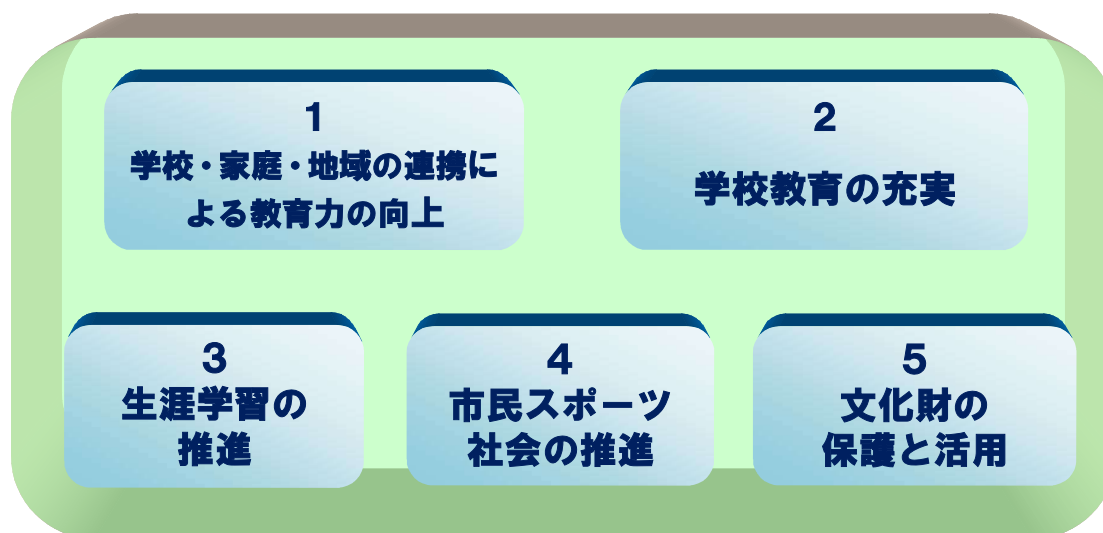 1
学校・家庭・地域の連携に
よる教育力の向上
2
学校教育の充実
3
生涯学習の
推進
4
市民スポーツ
社会の推進
5
文化財の
保護と活用